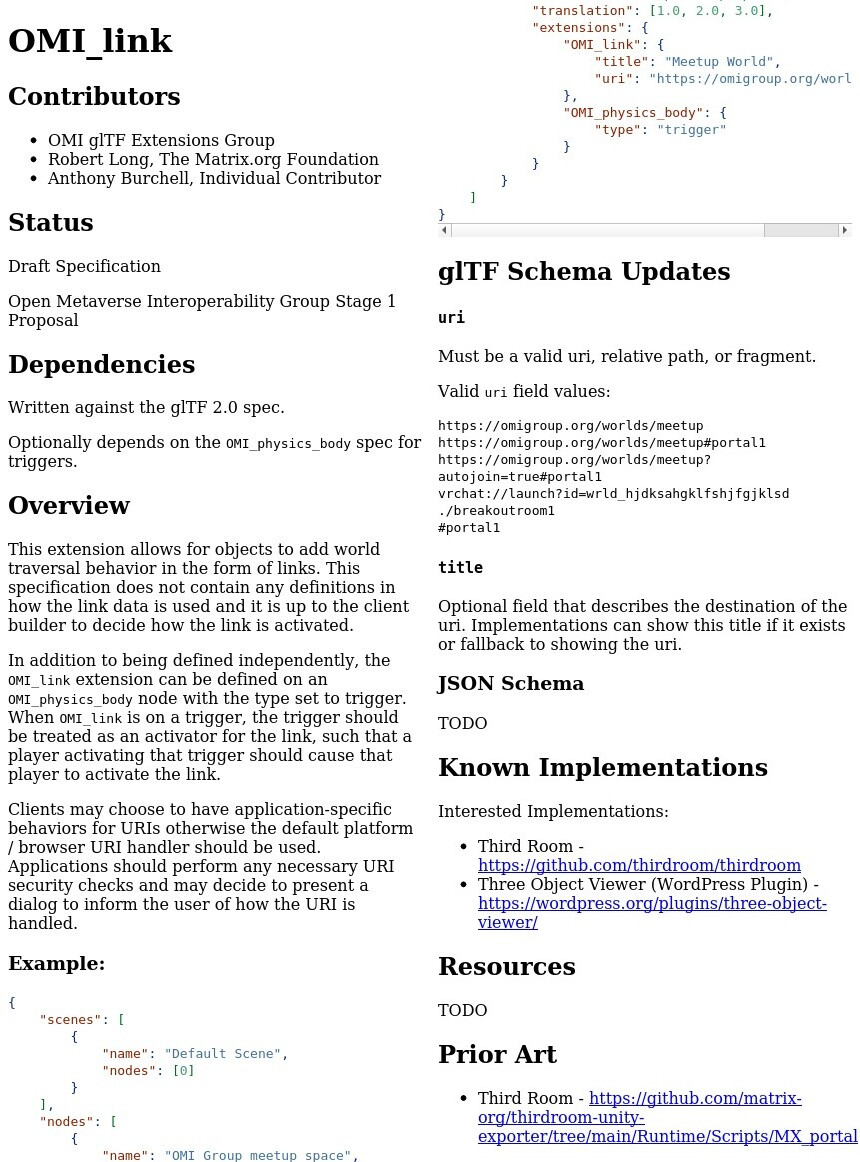 OMI_link
Contributors
OMI glTF Extensions Group
Robert Long, The Matrix.org Foundation
Anthony Burchell, Individual Contributor
Status
Draft Specification
Open Metaverse Interoperability Group Stage 1
Proposal
Dependencies
Written against the glTF 2.0 spec.
Optionally depends on the OMI_physics_body spec for
triggers.
Overview
This extension allows for objects to add world
traversal behavior in the form of links. This
specification does not contain any definitions in
how the link data is used and it is up to the client
builder to decide how the link is activated.
In addition to being defined independently, the
OMI_link extension can be defined on an
OMI_physics_body node with the type set to trigger.
When OMI_link is on a trigger, the trigger should
be treated as an activator for the link, such that a
player activating that trigger should cause that
player to activate the link.
Clients may choose to have application-specific
behaviors for URIs otherwise the default platform
/ browser URI handler should be used.
Applications should perform any necessary URI
security checks and may decide to present a
dialog to inform the user of how the URI is
handled.
Example:
{
    "scenes": [
        {
            "name": "Default Scene",
            "nodes": [0]
        }
    ],
    "nodes": [
        {
            "name": "OMI Group meetup space",
            "translation": [1.0, 2.0, 3.0],
            "extensions": {
                "OMI_link": {
                    "title": "Meetup World",
                    "uri": "https://omigroup.org/worl
                },
                "OMI_physics_body": {
                    "type": "trigger"
                }
            }
        }
    ]
}
glTF Schema Updates
uri
Must be a valid uri, relative path, or fragment.
Valid uri field values:
https://omigroup.org/worlds/meetup
https://omigroup.org/worlds/meetup#portal1
https://omigroup.org/worlds/meetup?
autojoin=true#portal1
vrchat://launch?id=wrld_hjdksahgklfshjfgjklsd
./breakoutroom1
#portal1
title
Optional field that describes the destination of the
uri. Implementations can show this title if it exists
or fallback to showing the uri.
JSON Schema
TODO
Known Implementations
Interested Implementations:
Third Room -
https://github.com/thirdroom/thirdroom
Three Object Viewer (WordPress Plugin) -
https://wordpress.org/plugins/three-object-
viewer/
Resources
TODO
Prior Art
Third Room - https://github.com/matrix-
org/thirdroom-unity-
exporter/tree/main/Runtime/Scripts/MX_portal